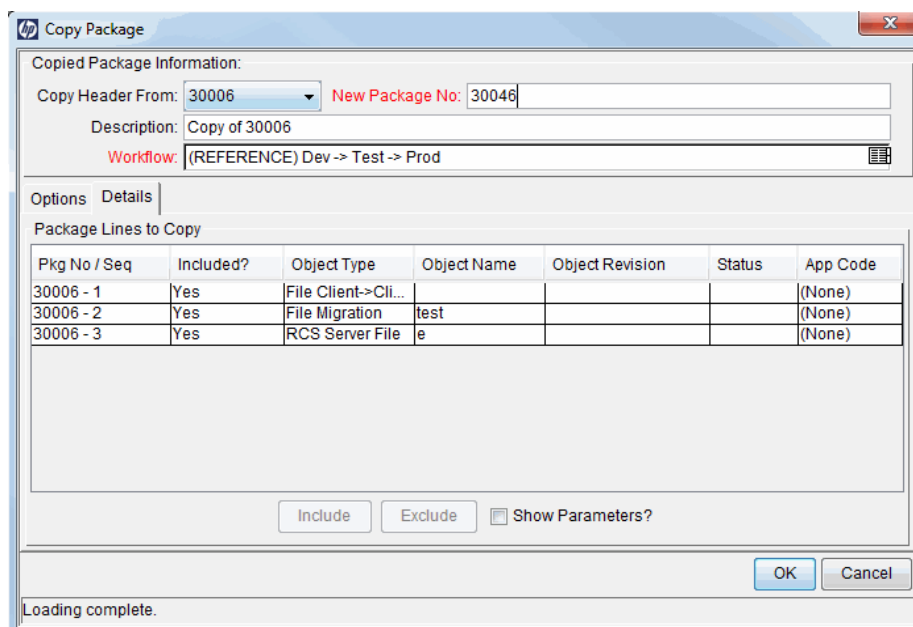 hp Copy Package X
Copied Package Information:
Copy Header From: 30006 New Package No: 30046
Description: Copy of 30006
Workflow: (REFERENCE) Dev -> Test -> Prod
Options Details
Package Lines to Copy
Pkg No / Seq Included? Object Type Object Name Object Revision Status App Code
30006 - 1 Yes File Client->Cli... (None)
30006 - 2 Yes File Migration test (None)
30006 - 3 Yes RCS Server File e (None)
Include Exclude Show Parameters?
OK Cancel
Loading complete.